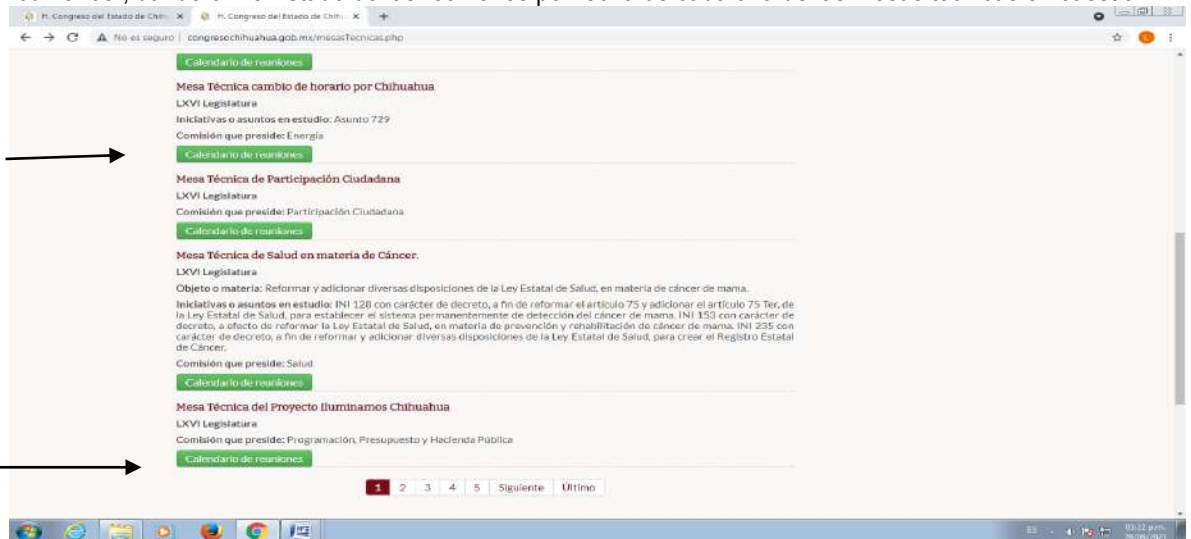 H. Congreso del Estado de Chih
H. Congreso del Estado de Chih
No es seguro | congresochihuahua.gob.mx/mesasTecnicas.php
Calendario de reuniones
Mesa Técnica cambio de horario por Chihuahua
LXVI Legislatura
Iniciativas o asuntos en estudio: Asunto 729
Comisión que preside: Energía
Calendario de reuniones
Mesa Técnica de Participación Ciudadana
LXVI Legislatura
Comisión que preside: Participación Ciudadana
Calendario de reuniones
Mesa Técnica de Salud en materia de Cáncer.
LXVI Legislatura
Objeto o materia: Reformar y adicionar diversas disposiciones de la Ley Estatal de Salud, en materia de cáncer de mama.
Iniciativas o asuntos en estudio: INI 128 con carácter de decreto, a fin de reformar el artículo 75 y adicionar el artículo 75 Ter, de
la Ley Estatal de Salud, para establecer el sistema permanentemente de detección del cáncer de mama. INI 153 con carácter de
decreto, a efecto de reformar la Ley Estatal de Salud, en materia de prevención y rehabilitación de cáncer de mama. INI 235 con
carácter de decreto, a fin de reformar y adicionar diversas disposiciones de la Ley Estatal de Salud, para crear el Registro Estatal
de Cáncer.
Comisión que preside: Salud
Calendario de reuniones
Mesa Técnica del Proyecto Iluminamos Chihuahua
LXVI Legislatura
Comisión que preside: Programación, Presupuesto y Hacienda Pública
Calendario de reuniones
1 2 3 4 5 Siguiente Último
ES
03:22 p.m.